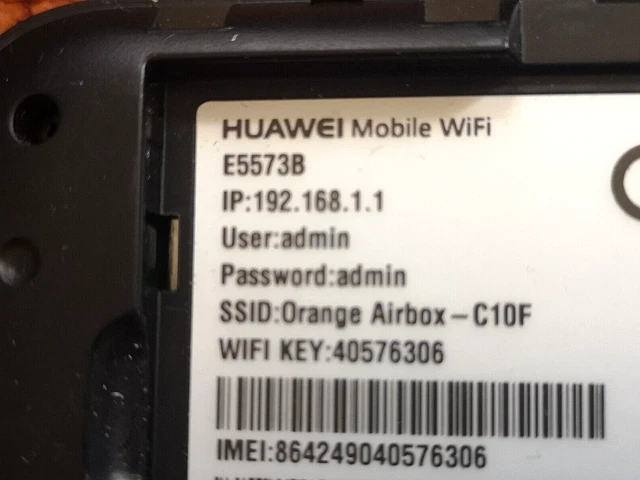 HUAWEI Mobile WiFi
E5573B
IP:192.168.1.1
User:admin
Password:admin
SSID:Orange Airbox-C10F
WIFI KEY:40576306
IMEI:864249040576306